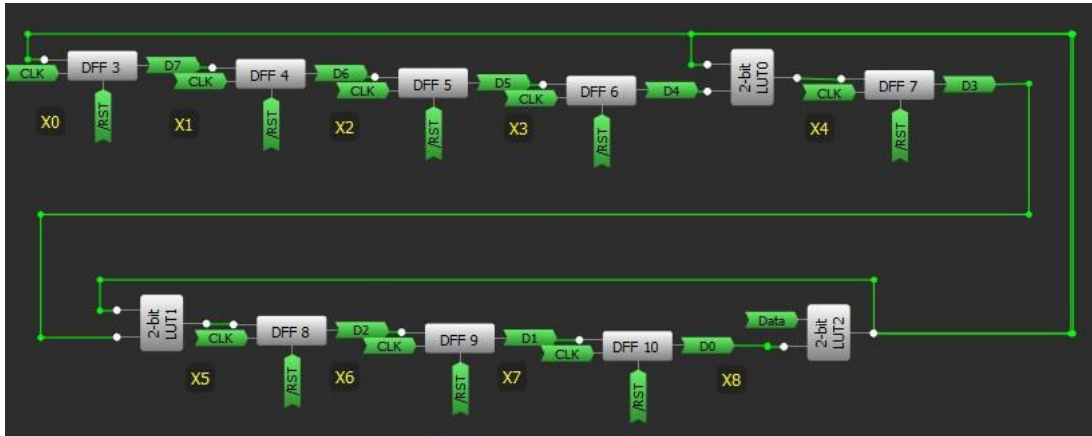 DFF 3
D7
CLK
/RST
X0
DFF 4
D6
CLK
/RST
X1
DFF 5
D5
CLK
/RST
X2
DFF 6
D4
CLK
/RST
X3
2-bit
LUT0
DFF 7
D3
CLK
/RST
X4
2-bit
LUT1
DFF 8
D2
CLK
/RST
X5
DFF 9
D1
CLK
/RST
X6
DFF 10
D0
CLK
/RST
X7
Data
2-bit
LUT2
X8